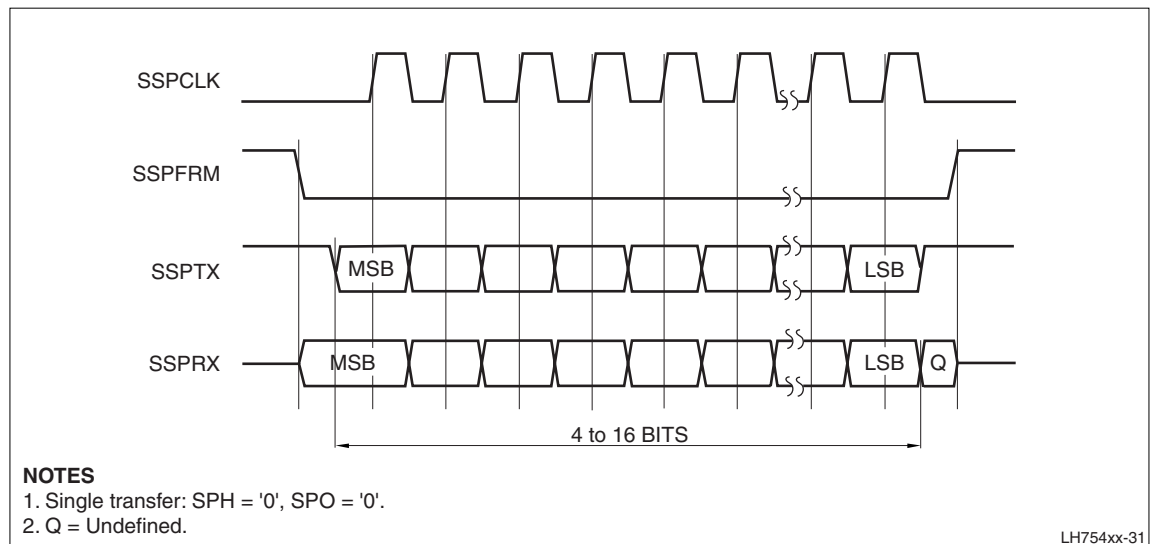 SSPCLK
SSPFRM
SSPTX
MSB
LSB
SSPRX
MSB
LSB
Q
4 to 16 BITS
NOTES
1. Single transfer: SPH = '0', SPO = '0'.
2. Q = Undefined.
LH754xx-31